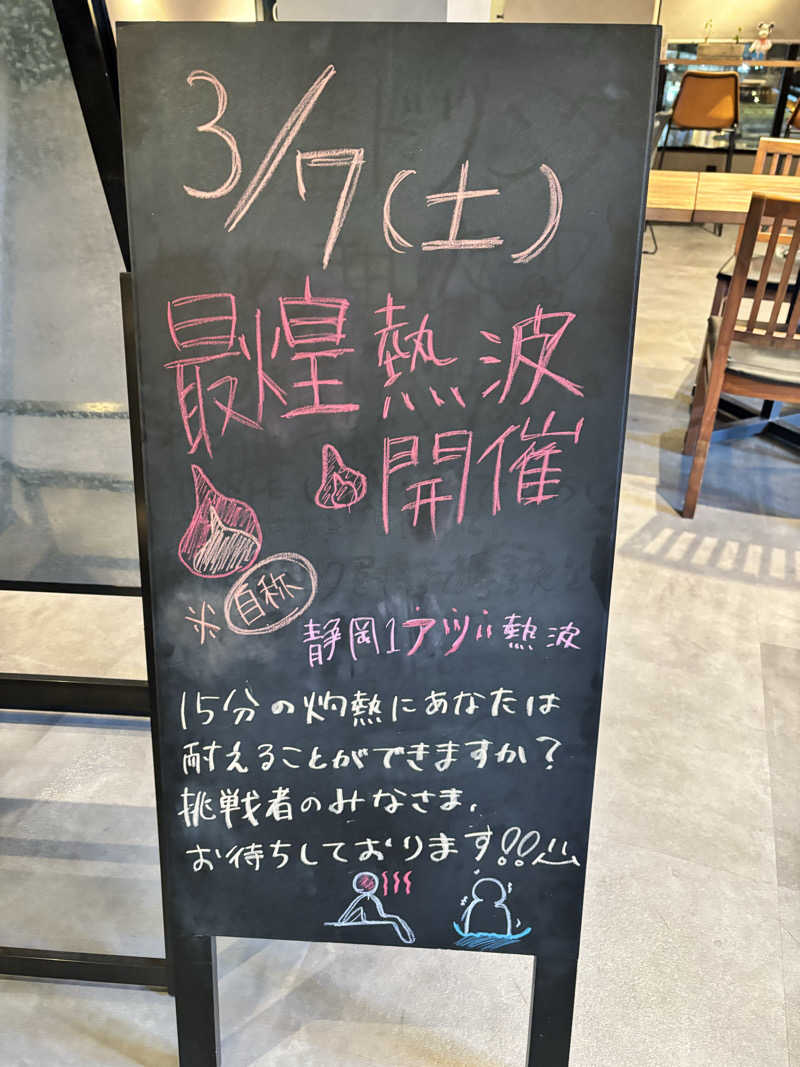 3/7(土)
最煌熱波
開催
※自称
静岡1アツい熱波
15分の灼熱にあなたは
耐えることができますか?
挑戦者のみなさま、
お待ちしております!!